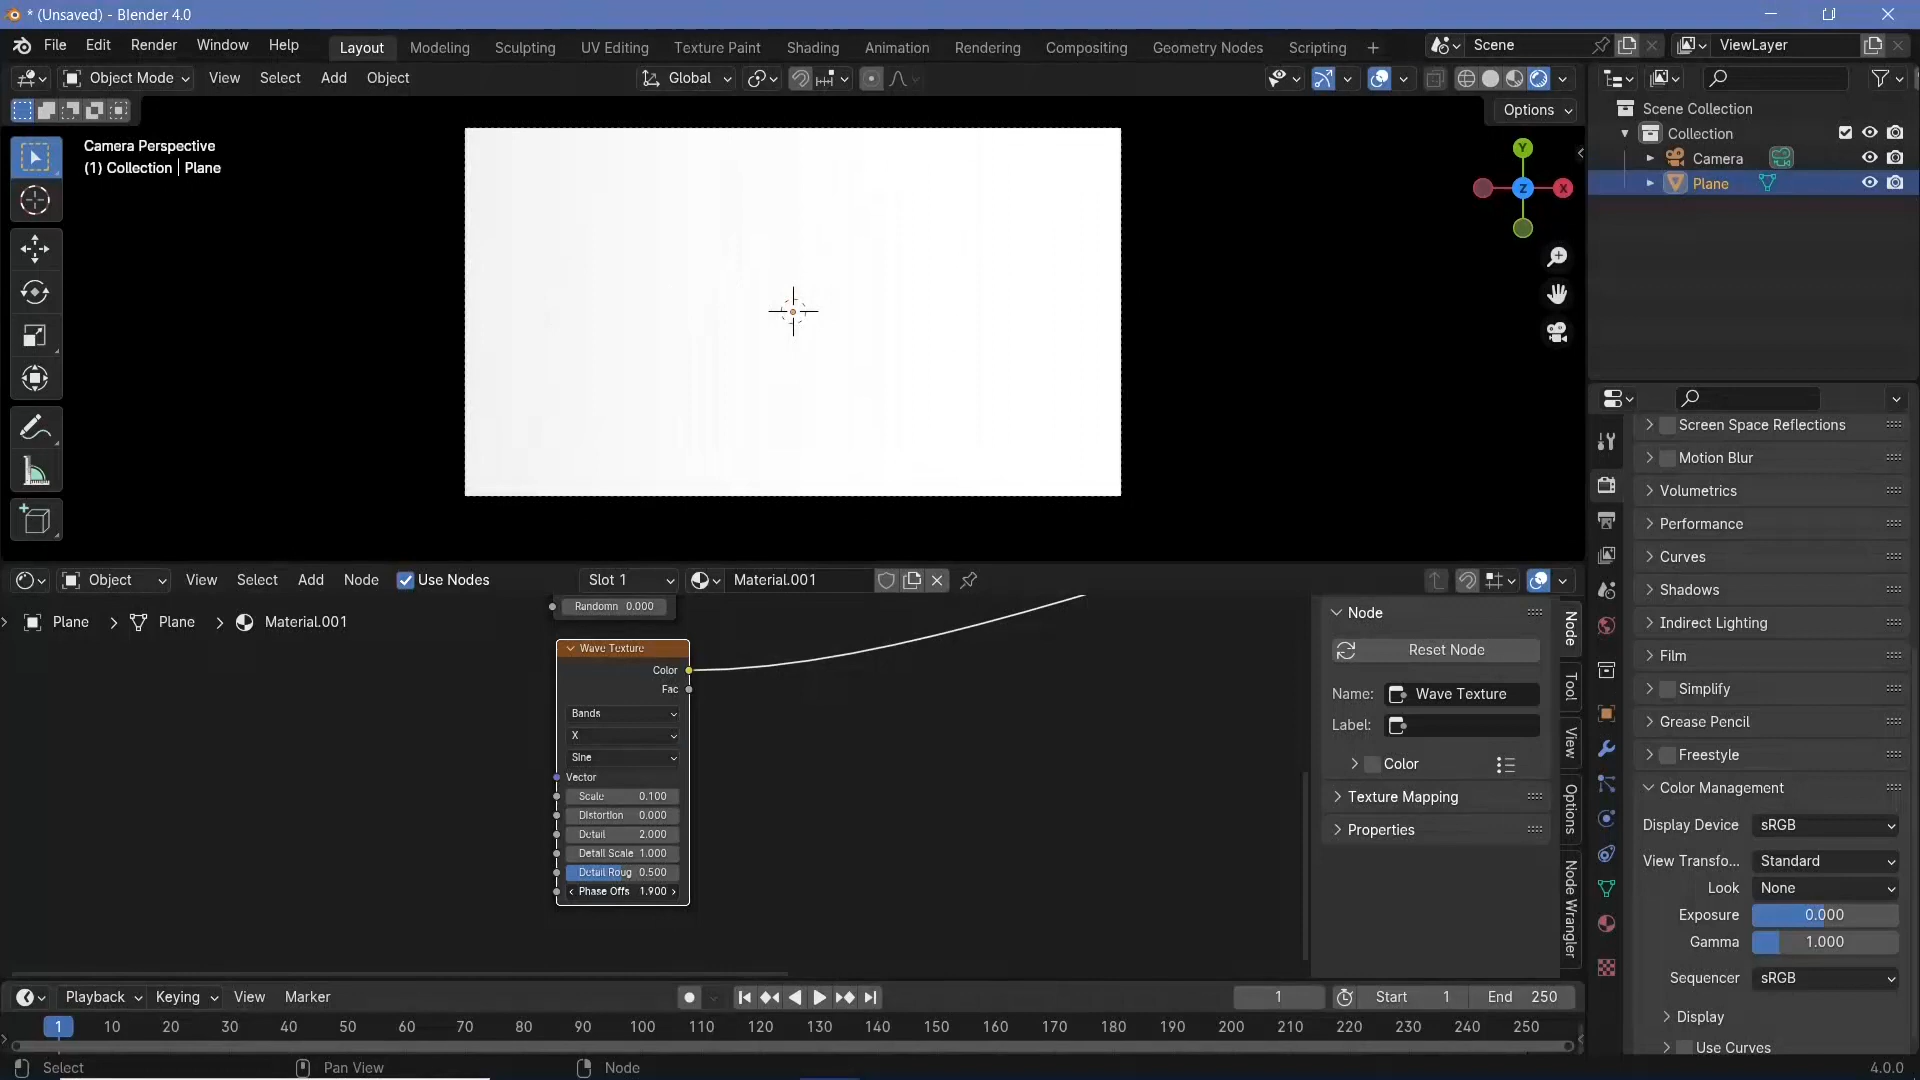 * (Unsaved) - Blender 4.0
File Edit Render Window Help Layout Modeling Sculpting UV Editing Texture Paint Shading Animation Rendering Compositing Geometry Nodes Scripting + Scene ViewLayer
Object Mode View Select Add Object Global
Options
Camera Perspective
(1) Collection | Plane
Y
Z X
Scene Collection
Collection
Camera
Plane
Screen Space Reflections
Motion Blur
Volumetrics
Performance
Curves
Shadows
Indirect Lighting
Film
Simplify
Grease Pencil
Freestyle
Color Management
Display Device sRGB
View Transfo... Standard
Look None
Exposure 0.000
Gamma 1.000
Sequencer sRGB
Display
Use Curves
Object View Select Add Node Use Nodes Slot 1 Material.001
Plane > Plane > Material.001
Randomn 0.000
Wave Texture
Color
Fac
Bands
X
Sine
Vector
Scale 0.100
Distortion 0.000
Detail 2.000
Detail Scale 1.000
Detail Roug 0.500
Phase Offs 1.900
Node
Reset Node
Name: Wave Texture
Label:
Color
Texture Mapping
Properties
Node
Tool
View
Options
Node Wrangler
Playback Keying View Marker 1 Start 1 End 250
1 10 20 30 40 50 60 70 80 90 100 110 120 130 140 150 160 170 180 190 200 210 220 230 240 250
Select Pan View Node 4.0.0